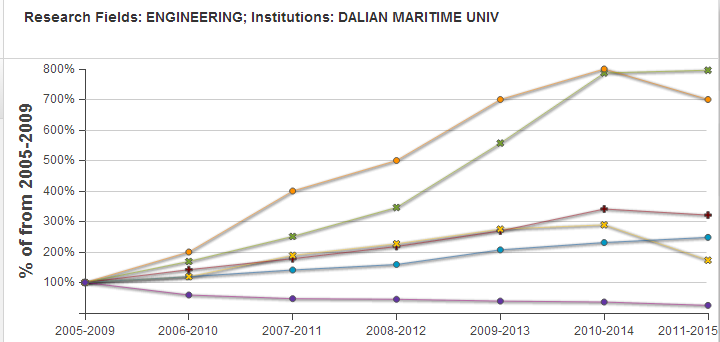 Research Fields: ENGINEERING; Institutions: DALIAN MARITIME UNIV
% of from 2005-2009
800%
700%
600%
500%
400%
300%
200%
100%
2005-2009 2006-2010 2007-2011 2008-2012 2009-2013 2010-2014 2011-2015